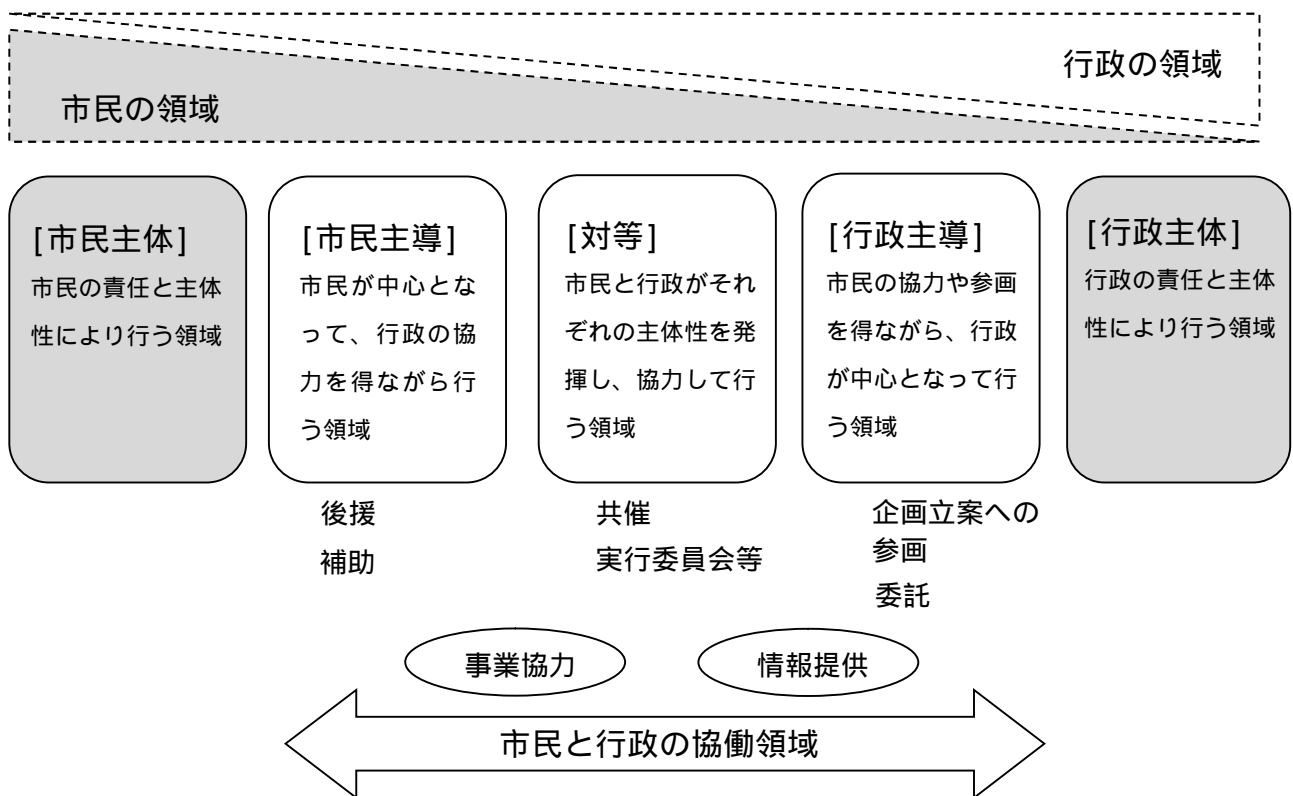 行政の領域
市民の領域
[市民主体]
市民の責任と主体
性により行う領域
[市民主導]
市民が中心とな
って、行政の協
力を得ながら行
う領域
[対等]
市民と行政がそれ
ぞれの主体性を発
揮し、協力して行
う領域
[行政主導]
市民の協力や参画
を得ながら、行政
が中心となって行
う領域
[行政主体]
行政の責任と主体
性により行う領域
後援
補助
共催
実行委員会等
企画立案への
参画
委託
事業協力
情報提供
市民と行政の協働領域